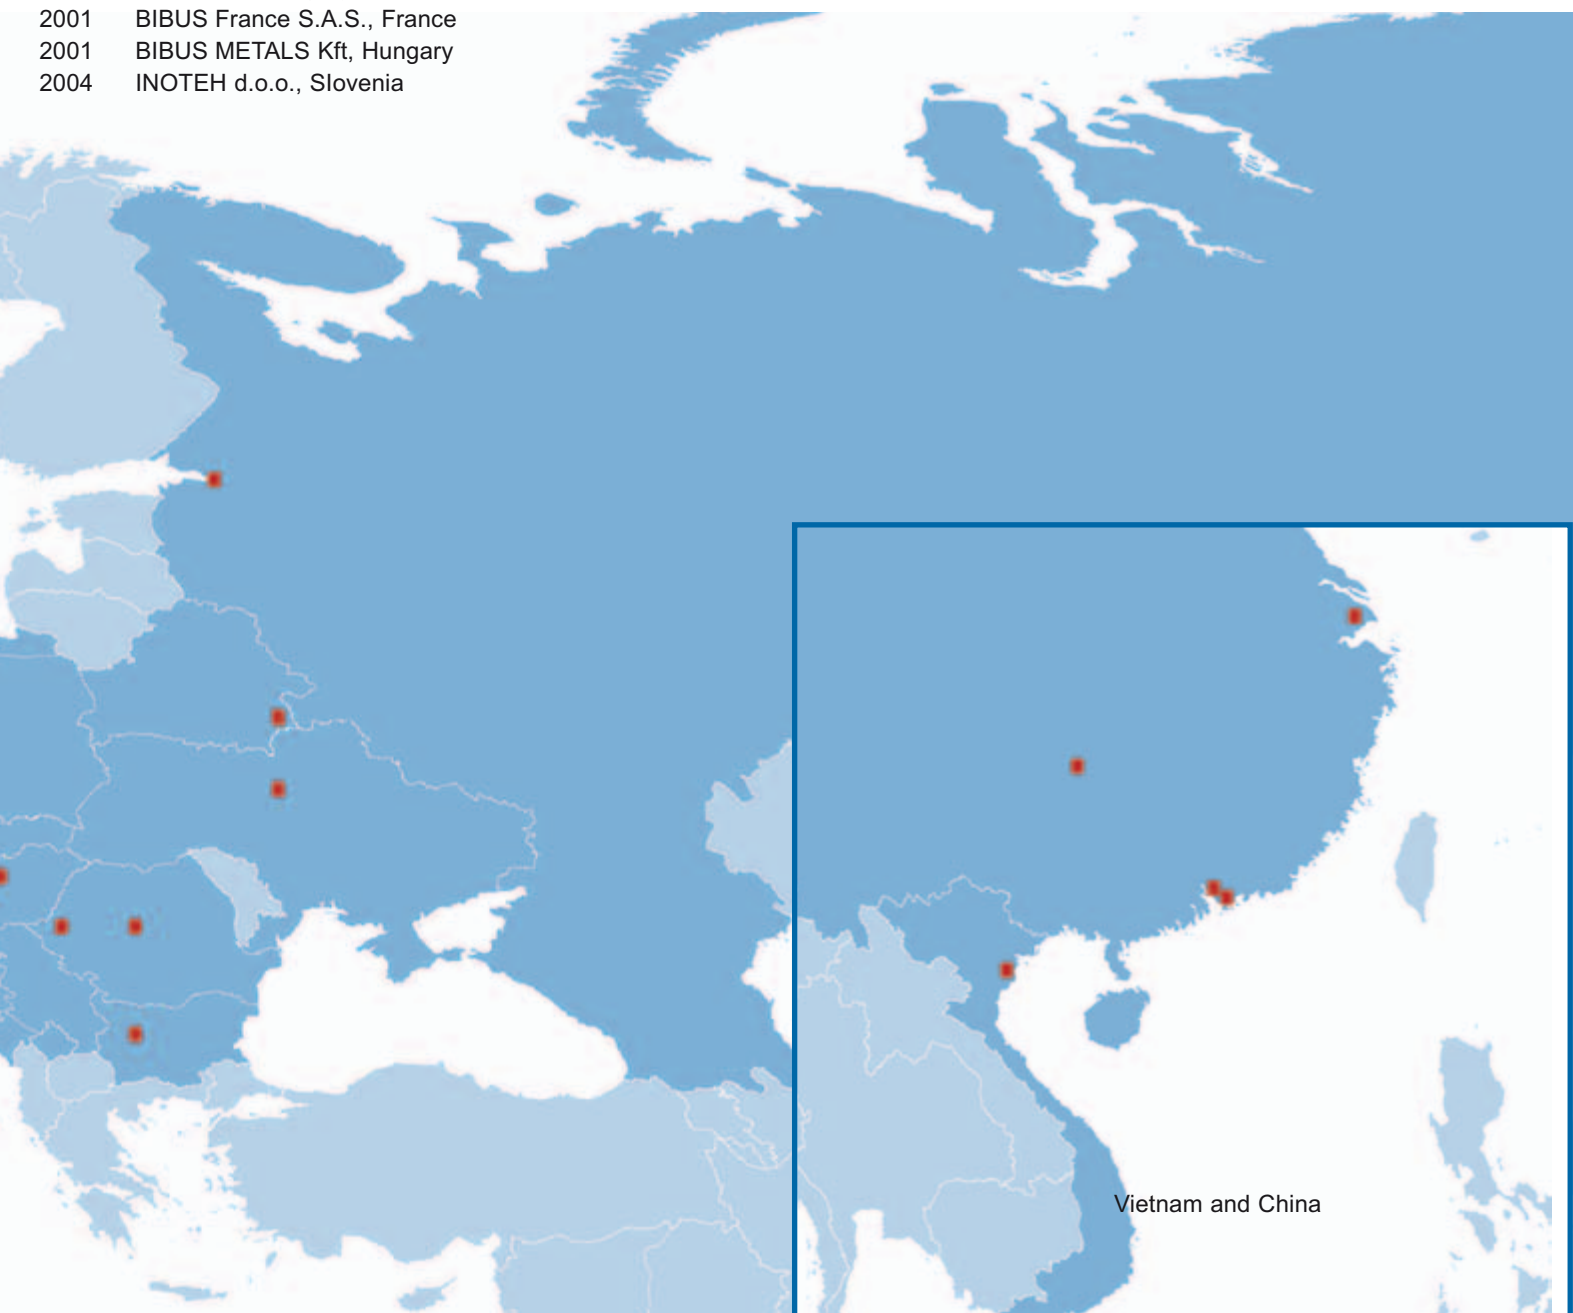 2001 BIBUS France S.A.S., France
2001 BIBUS METALS Kft, Hungary
2004 INOTEH d.o.o., Slovenia
Vietnam and China